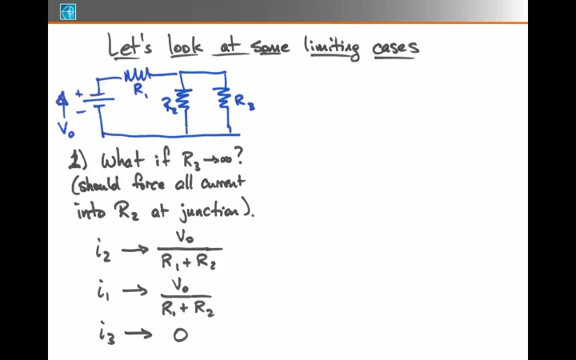 Let's look at some limiting cases
+
-
V₀
R₁
R₂
R₃
1) What if R₃ → ∞?
(should force all current
into R₂ at junction).
i₂ → V₀ / (R₁ + R₂)
i₁ → V₀ / (R₁ + R₂)
i₃ → 0